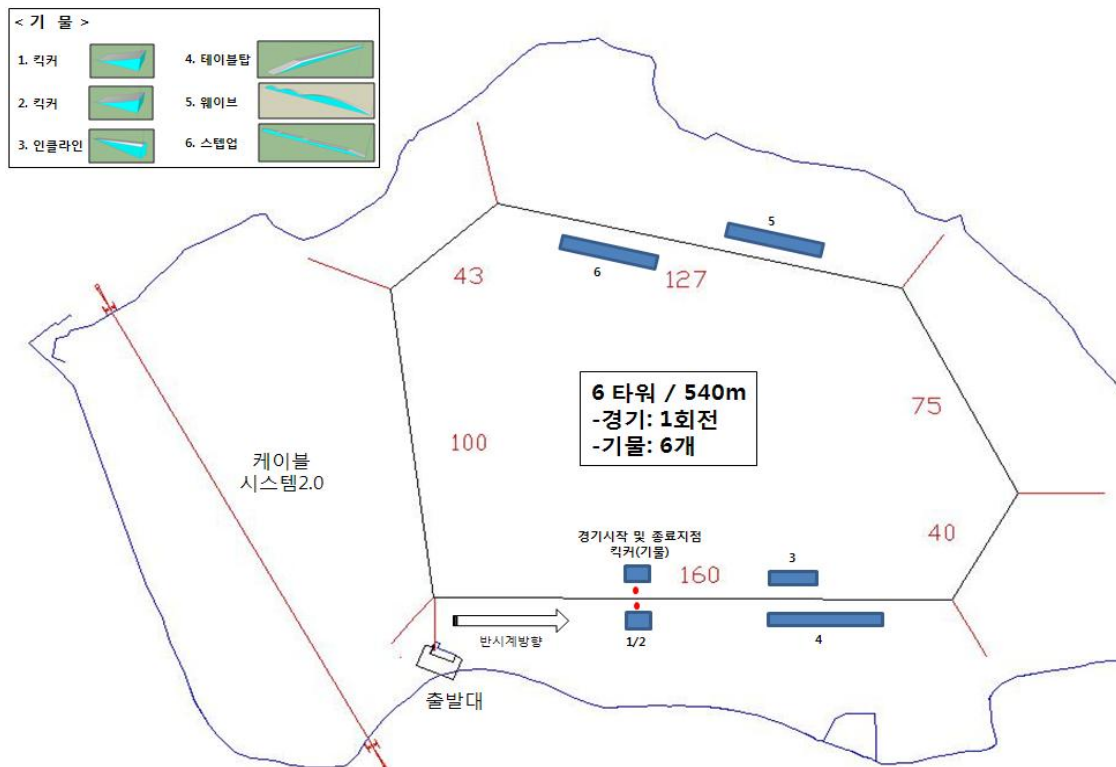 < 기 물 >
1. 킥커
4. 테이블탑
2. 킥커
5. 웨이브
3. 인클라인
6. 스텝업
5
6
43
127
6 타워 / 540m
-경기: 1회전
-기물: 6개
75
100
케이블
시스템2.0
40
경기시작 및 종료지점
킥커(기물)
160
3
반시계방향
1/2
4
출발대